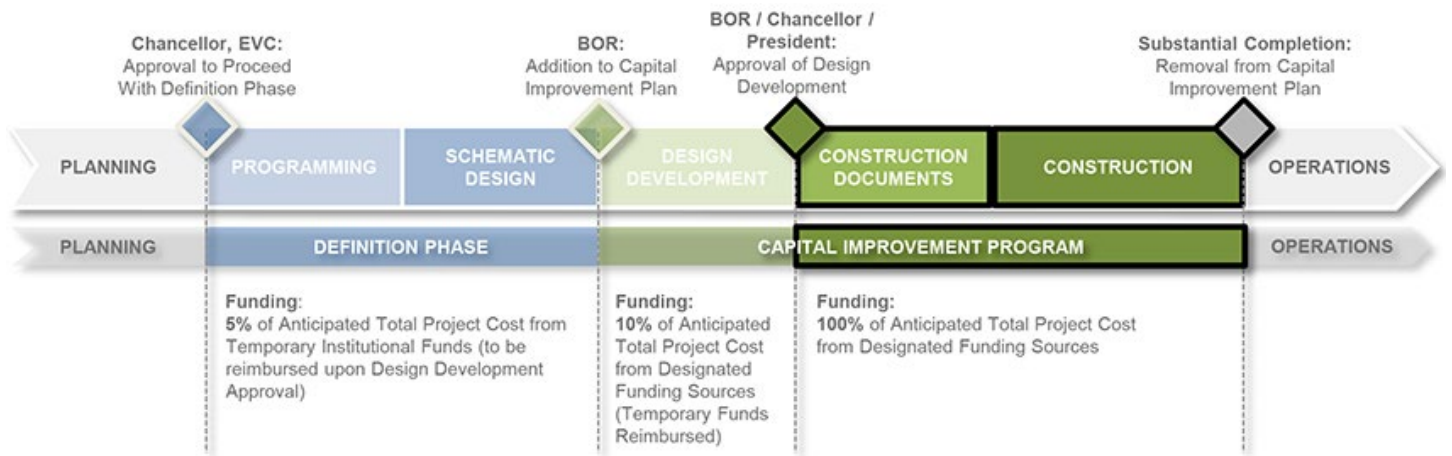 Chancellor, EVC:
Approval to Proceed
With Definition Phase
BOR:
Addition to Capital
Improvement Plan
BOR / Chancellor /
President:
Approval of Design
Development
Substantial Completion:
Removal from Capital
Improvement Plan
PLANNING
PROGRAMMING
SCHEMATIC
DESIGN
DESIGN
DEVELOPMENT
CONSTRUCTION
DOCUMENTS
CONSTRUCTION
OPERATIONS
PLANNING
DEFINITION PHASE
CAPITAL IMPROVEMENT PROGRAM
OPERATIONS
Funding:
5% of Anticipated Total Project Cost from
Temporary Institutional Funds (to be
reimbursed upon Design Development
Approval)
Funding:
10% of Anticipated
Total Project Cost
from Designated
Funding Sources
(Temporary Funds
Reimbursed)
Funding:
100% of Anticipated Total Project Cost
from Designated Funding Sources